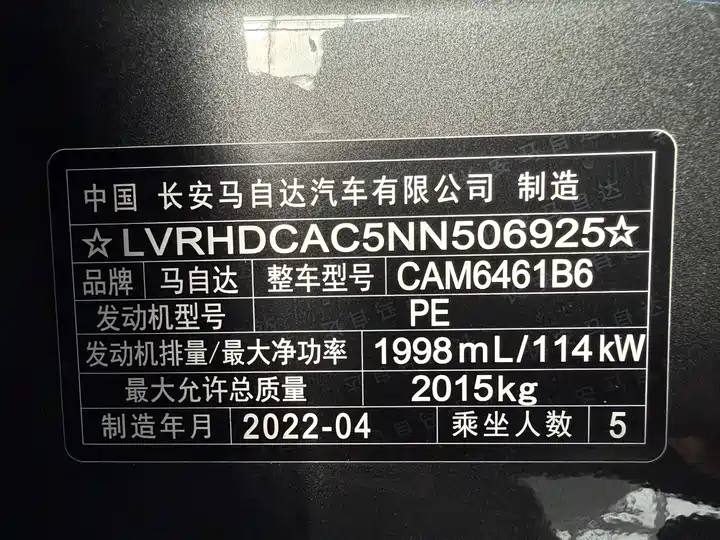 中国 长安马自达汽车有限公司 制造
☆LVRHDCAC5NN506925☆
品牌 马自达 整车型号 CAM6461B6
发动机型号 PE
发动机排量/最大净功率 1998mL/114kW
最大允许总质量 2015kg
制造年月 2022-04 乘坐人数 5